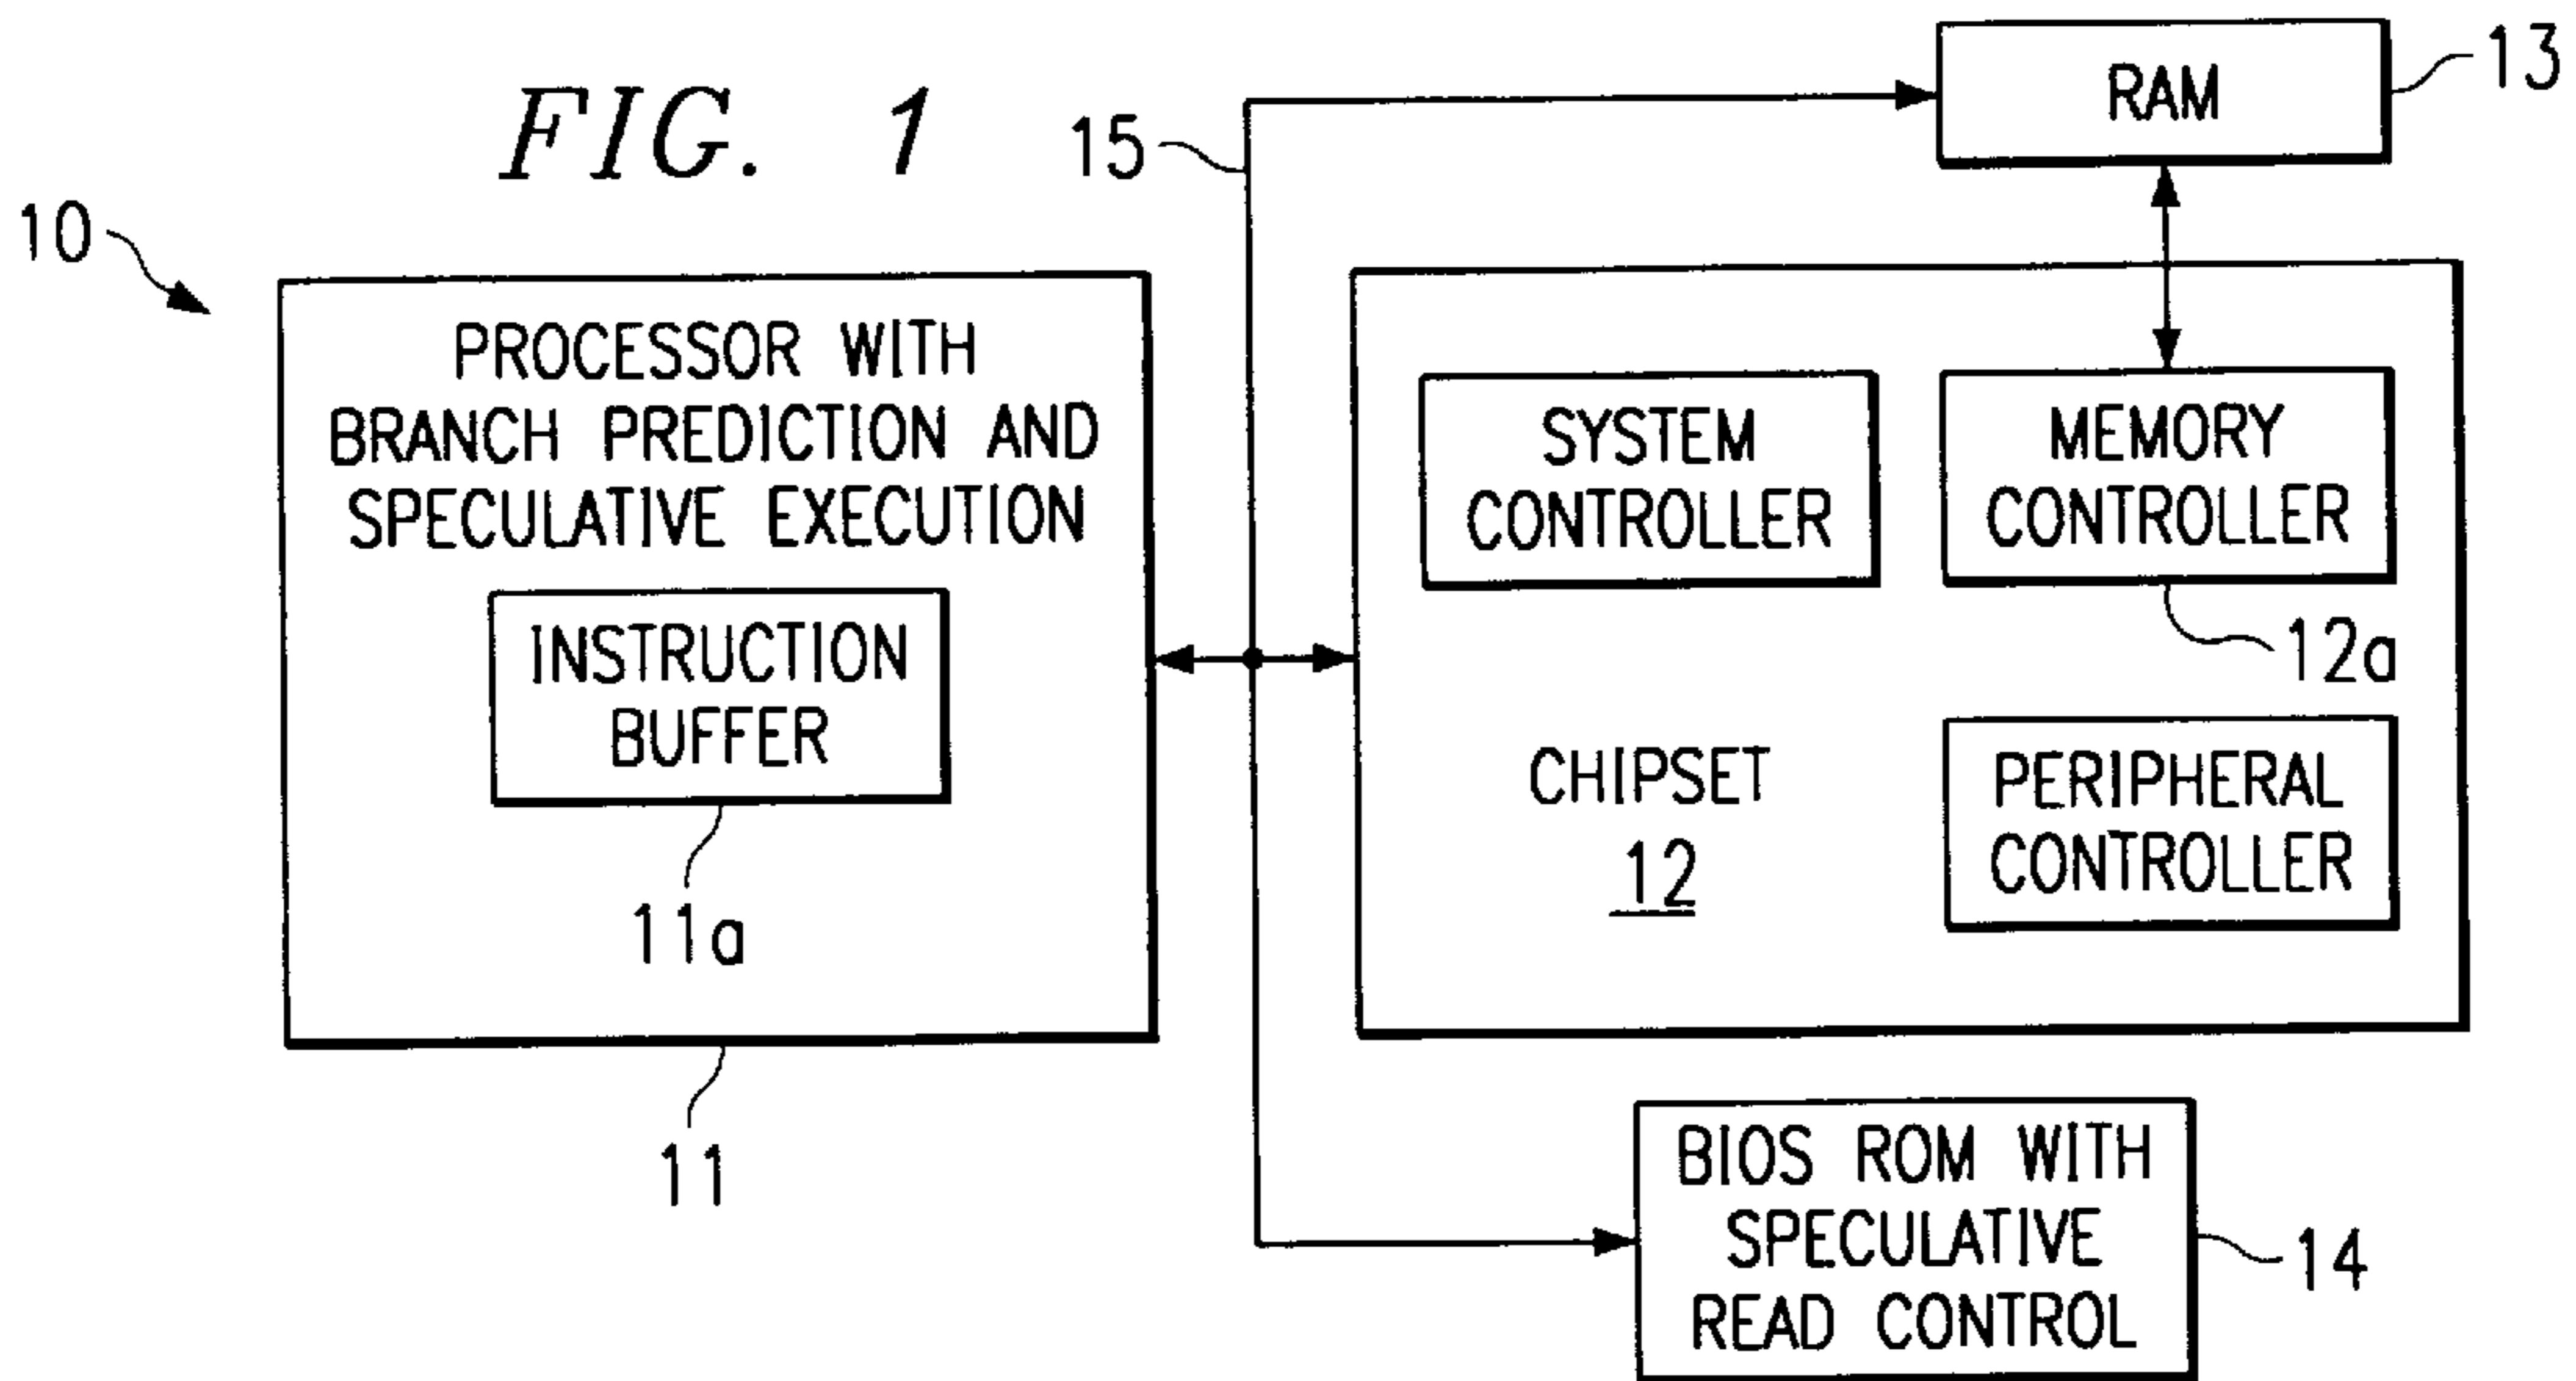 FIG. 1
10
15
RAM
13
PROCESSOR WITH
BRANCH PREDICTION AND
SPECULATIVE EXECUTION
INSTRUCTION
BUFFER
11a
11
SYSTEM
CONTROLLER
MEMORY
CONTROLLER
12a
CHIPSET
12
PERIPHERAL
CONTROLLER
BIOS ROM WITH
SPECULATIVE
READ CONTROL
14